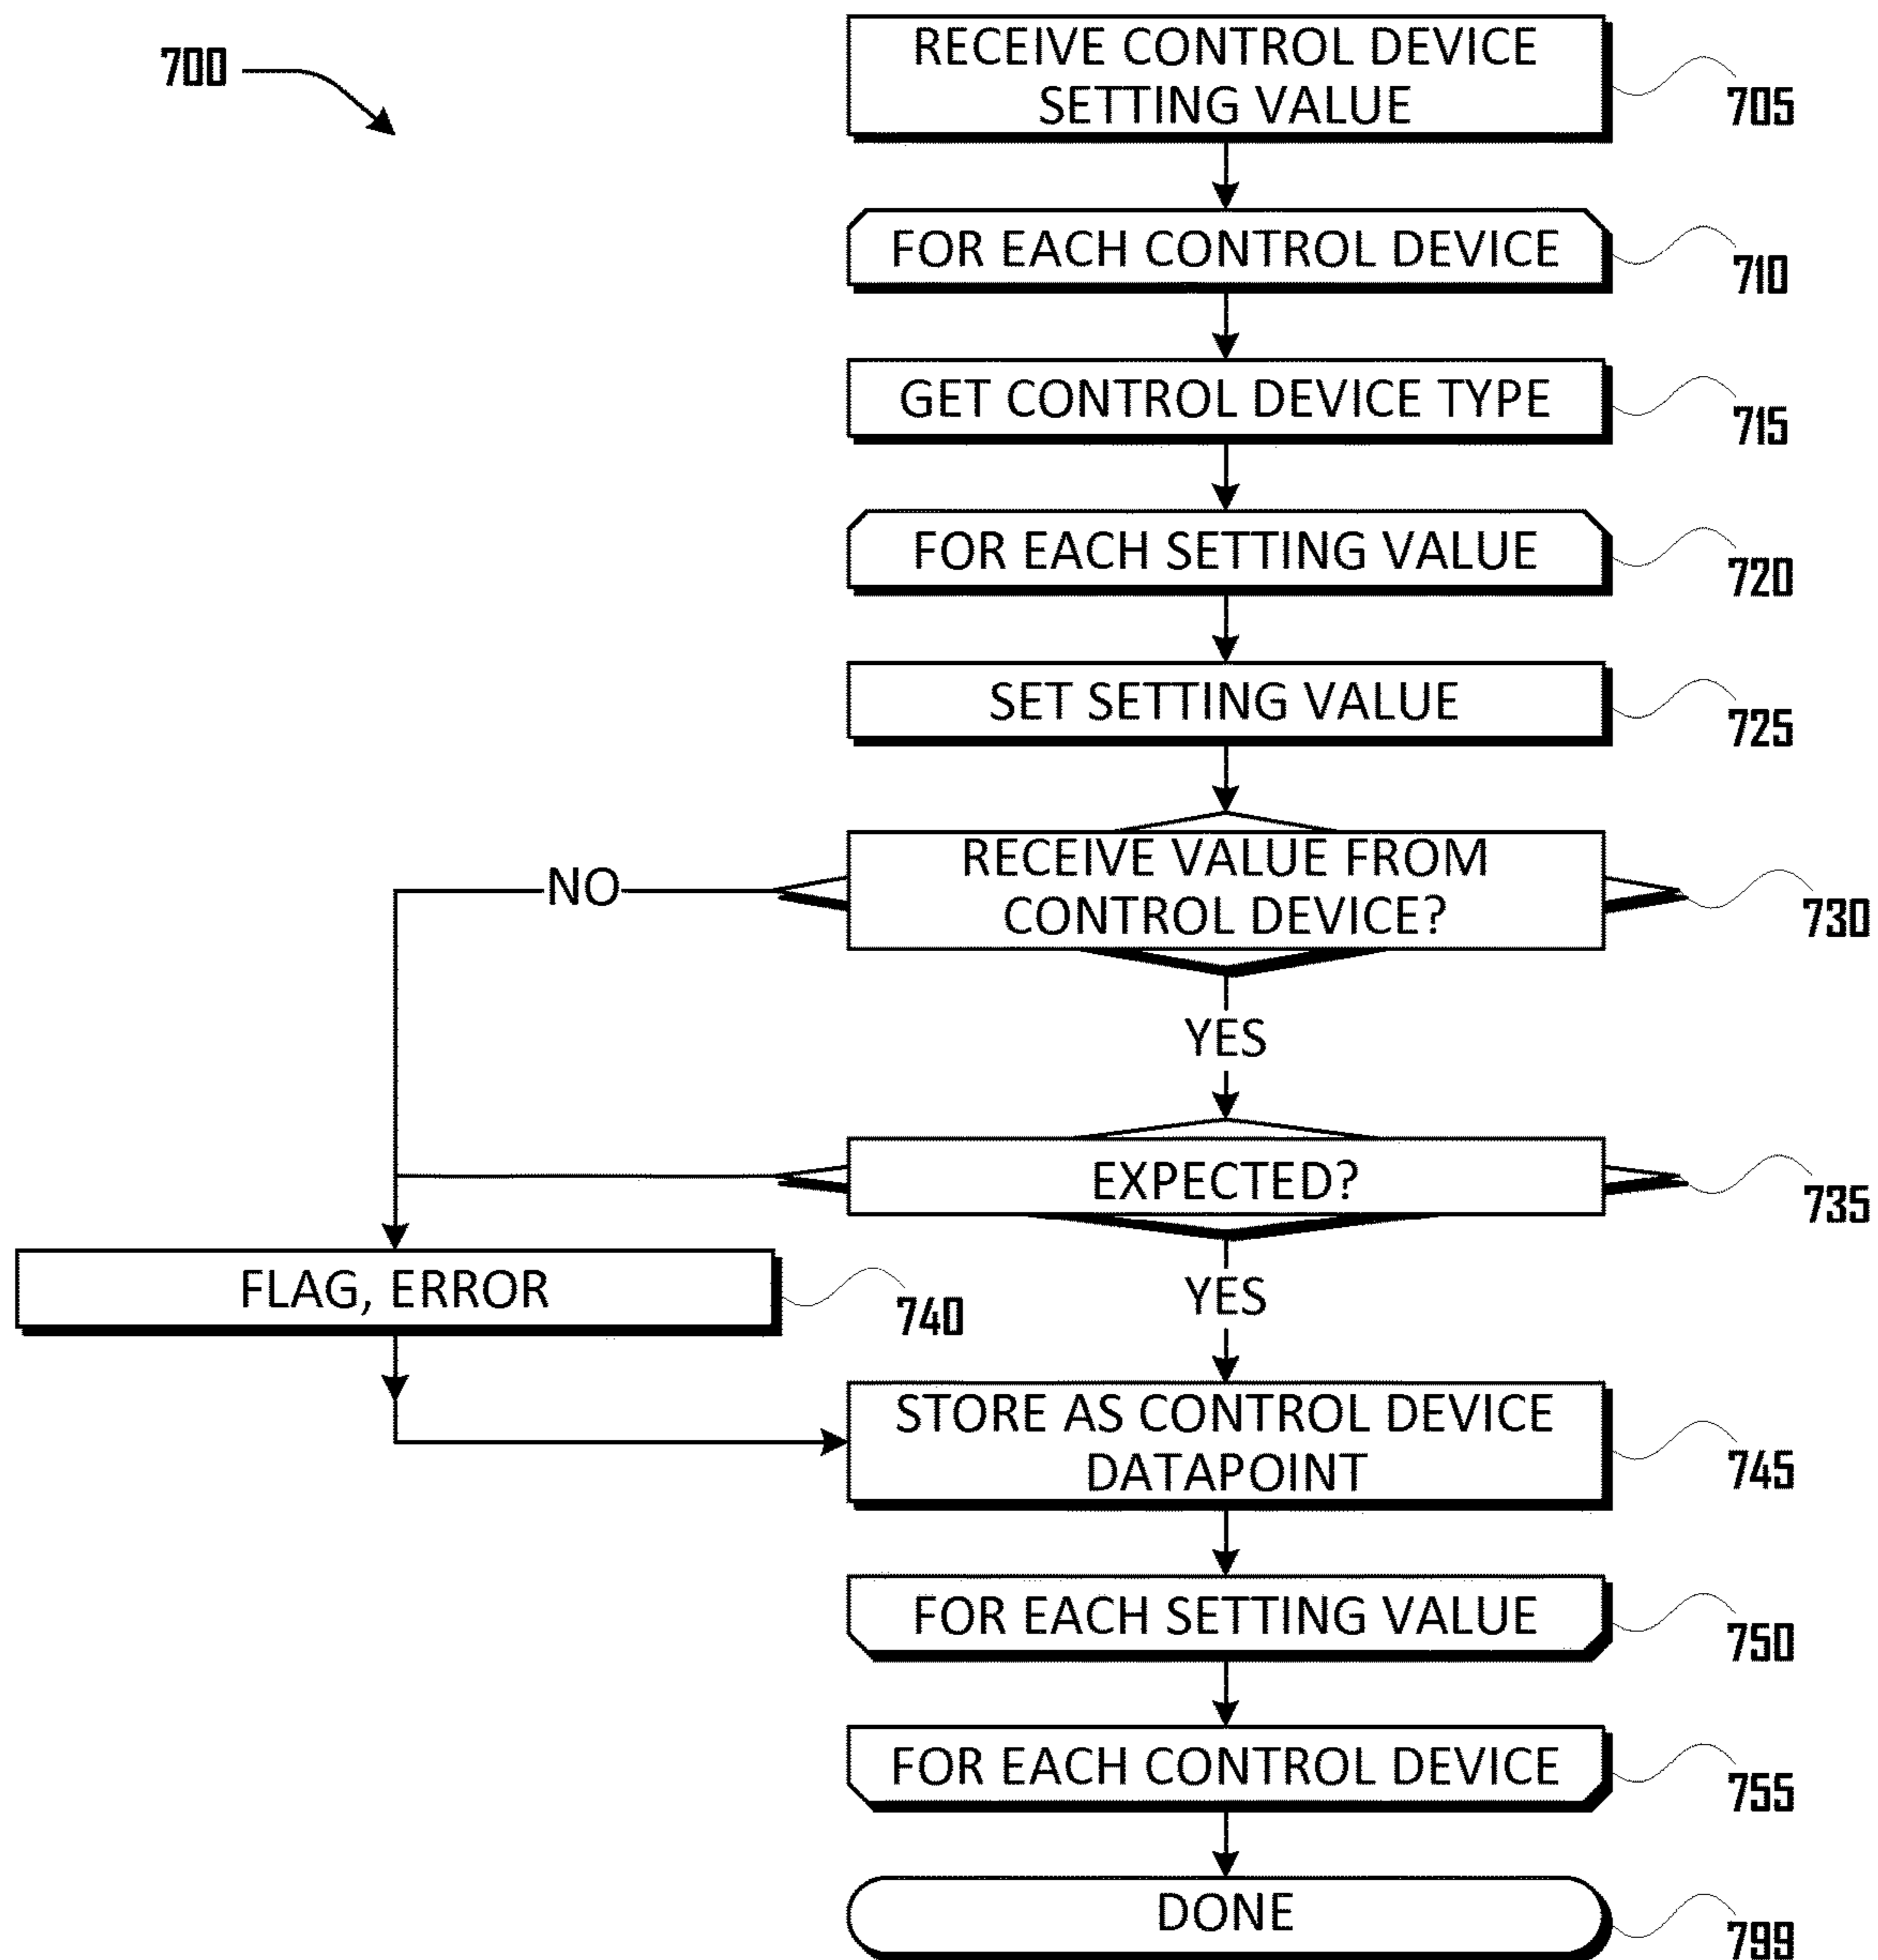 700
RECEIVE CONTROL DEVICE
SETTING VALUE
705
FOR EACH CONTROL DEVICE
710
GET CONTROL DEVICE TYPE
715
FOR EACH SETTING VALUE
720
SET SETTING VALUE
725
RECEIVE VALUE FROM
CONTROL DEVICE?
730
NO
YES
EXPECTED?
735
FLAG, ERROR
740
YES
STORE AS CONTROL DEVICE
DATAPOINT
745
FOR EACH SETTING VALUE
750
FOR EACH CONTROL DEVICE
755
DONE
799